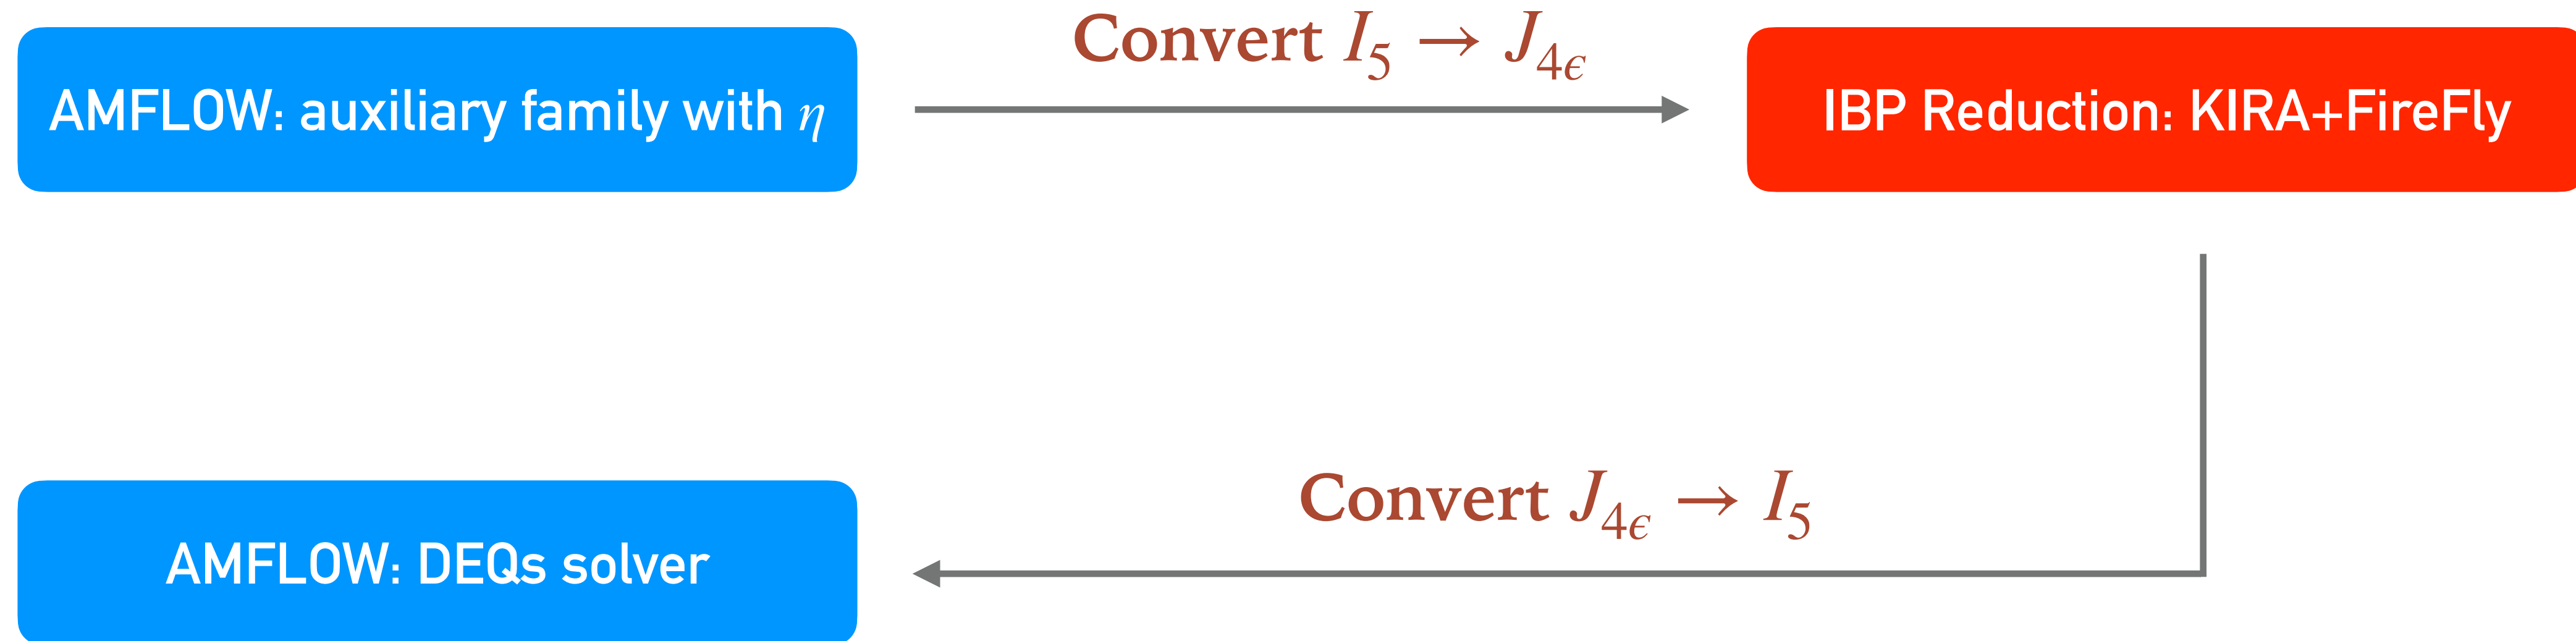 Convert I₅ → J₄ϵ
AMFLOW: auxiliary family with η
IBP Reduction: KIRA+FireFly
Convert J₄ϵ → I₅
AMFLOW: DEQs solver